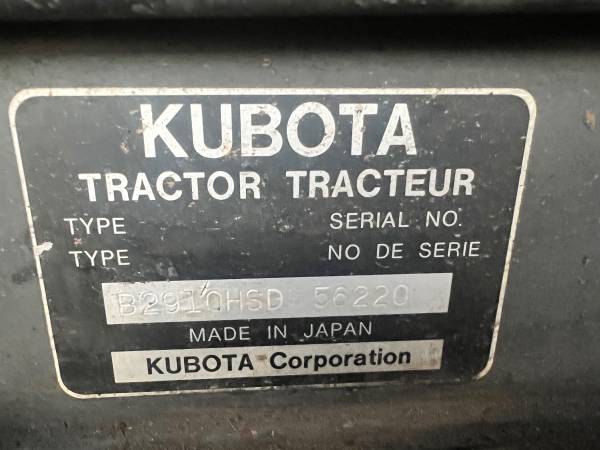 KUBOTA
TRACTOR TRACTEUR
TYPE SERIAL NO.
TYPE NO DE SERIE
B2910HSD 56220
MADE IN JAPAN
KUBOTA Corporation